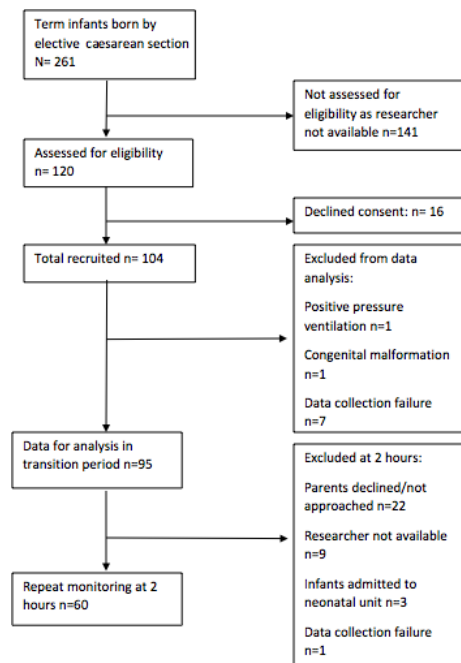 Term infants born by
elective caesarean section
N= 261
Not assessed for
eligibility as researcher
not available n=141
Assessed for eligibility
n= 120
Declined consent: n= 16
Total recruited n= 104
Excluded from data
analysis:
Positive pressure
ventilation n=1
Congenital malformation
n=1
Data collection failure
n=7
Data for analysis in
transition period n=95
Excluded at 2 hours:
Parents declined/not
approached n=22
Researcher not available
n=9
Infants admitted to
neonatal unit n=3
Data collection failure
n=1
Repeat monitoring at 2
hours n=60